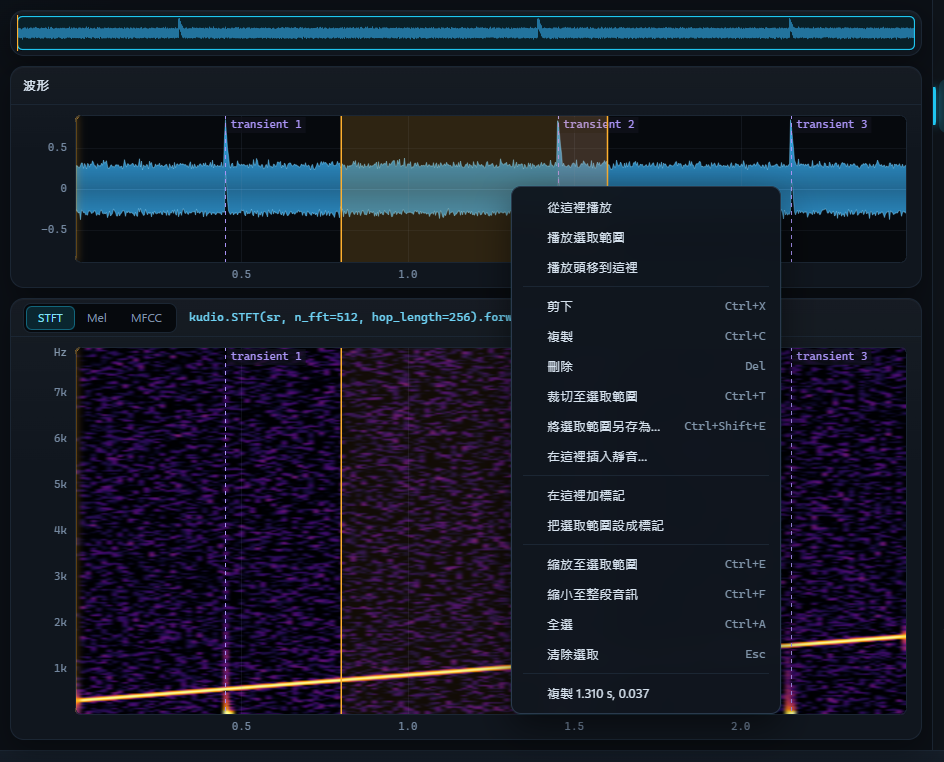 波形
transient 1
transient 2
transient 3
0.5
0
−0.5
0.5
1.0
STFT
Mel
MFCC
kudio.STFT(sr, n_fft=512, hop_length=256).forw
Hz
transient 1
transient 3
7k
6k
5k
4k
3k
2k
1k
0.5
1.0
1.5
2.0
從這裡播放
播放選取範圍
播放頭移到這裡
剪下 Ctrl+X
複製 Ctrl+C
刪除 Del
裁切至選取範圍 Ctrl+T
將選取範圍另存為... Ctrl+Shift+E
在這裡插入靜音...
在這裡加標記
把選取範圍設成標記
縮放至選取範圍 Ctrl+E
縮小至整段音訊 Ctrl+F
全選 Ctrl+A
清除選取 Esc
複製 1.310 s, 0.037